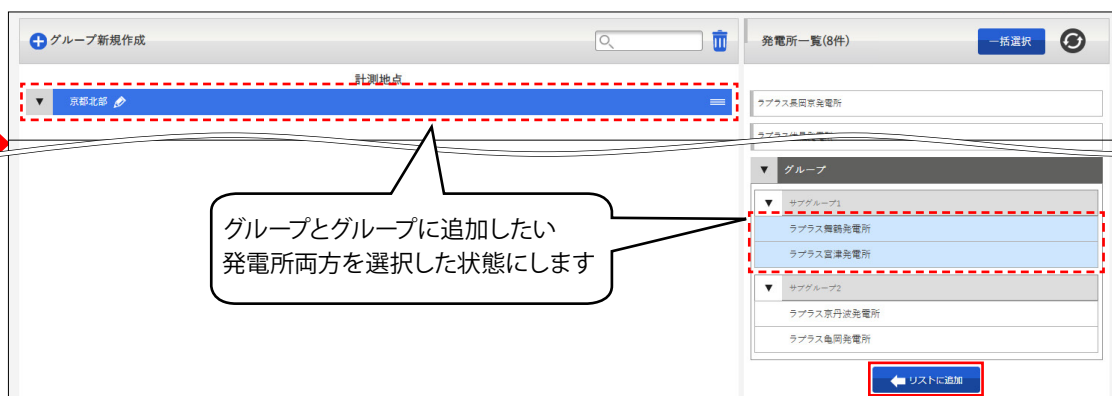 グループ新規作成
計測地点
京都北部
グループとグループに追加したい
発電所両方を選択した状態にします
発電所一覧(8件)
一括選択
ラプラス長岡京発電所
グループ
サブグループ1
ラプラス舞鶴発電所
ラプラス宮津発電所
サブグループ2
ラプラス京丹波発電所
ラプラス亀岡発電所
リストに追加